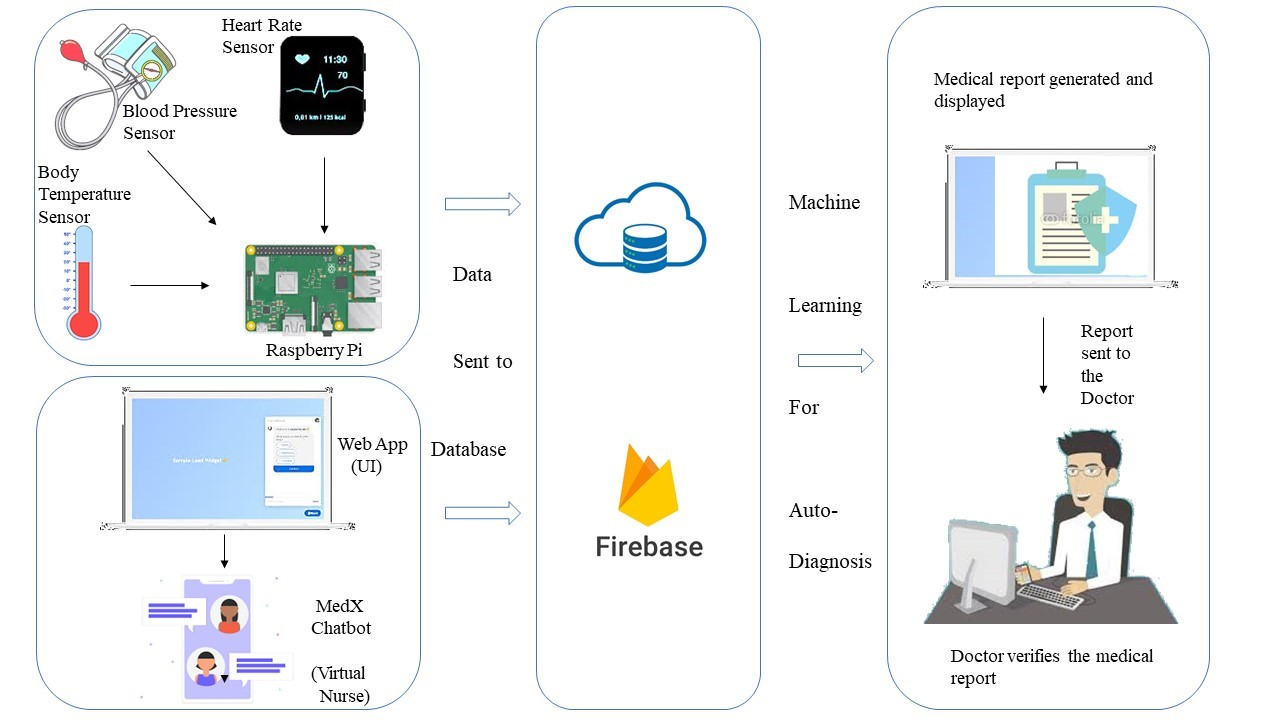 Heart Rate
Sensor
11:30
70
0,81 km I 125 kcal
Blood Pressure
Sensor
Body
Temperature
Sensor
Raspberry Pi
Web App
(UI)
MedX
Chatbot
(Virtual
Nurse)
Data
Sent to
Database
Firebase
Machine
Learning
For
Auto-
Diagnosis
Medical report generated and
displayed
Report
sent to
the
Doctor
Doctor verifies the medical
report